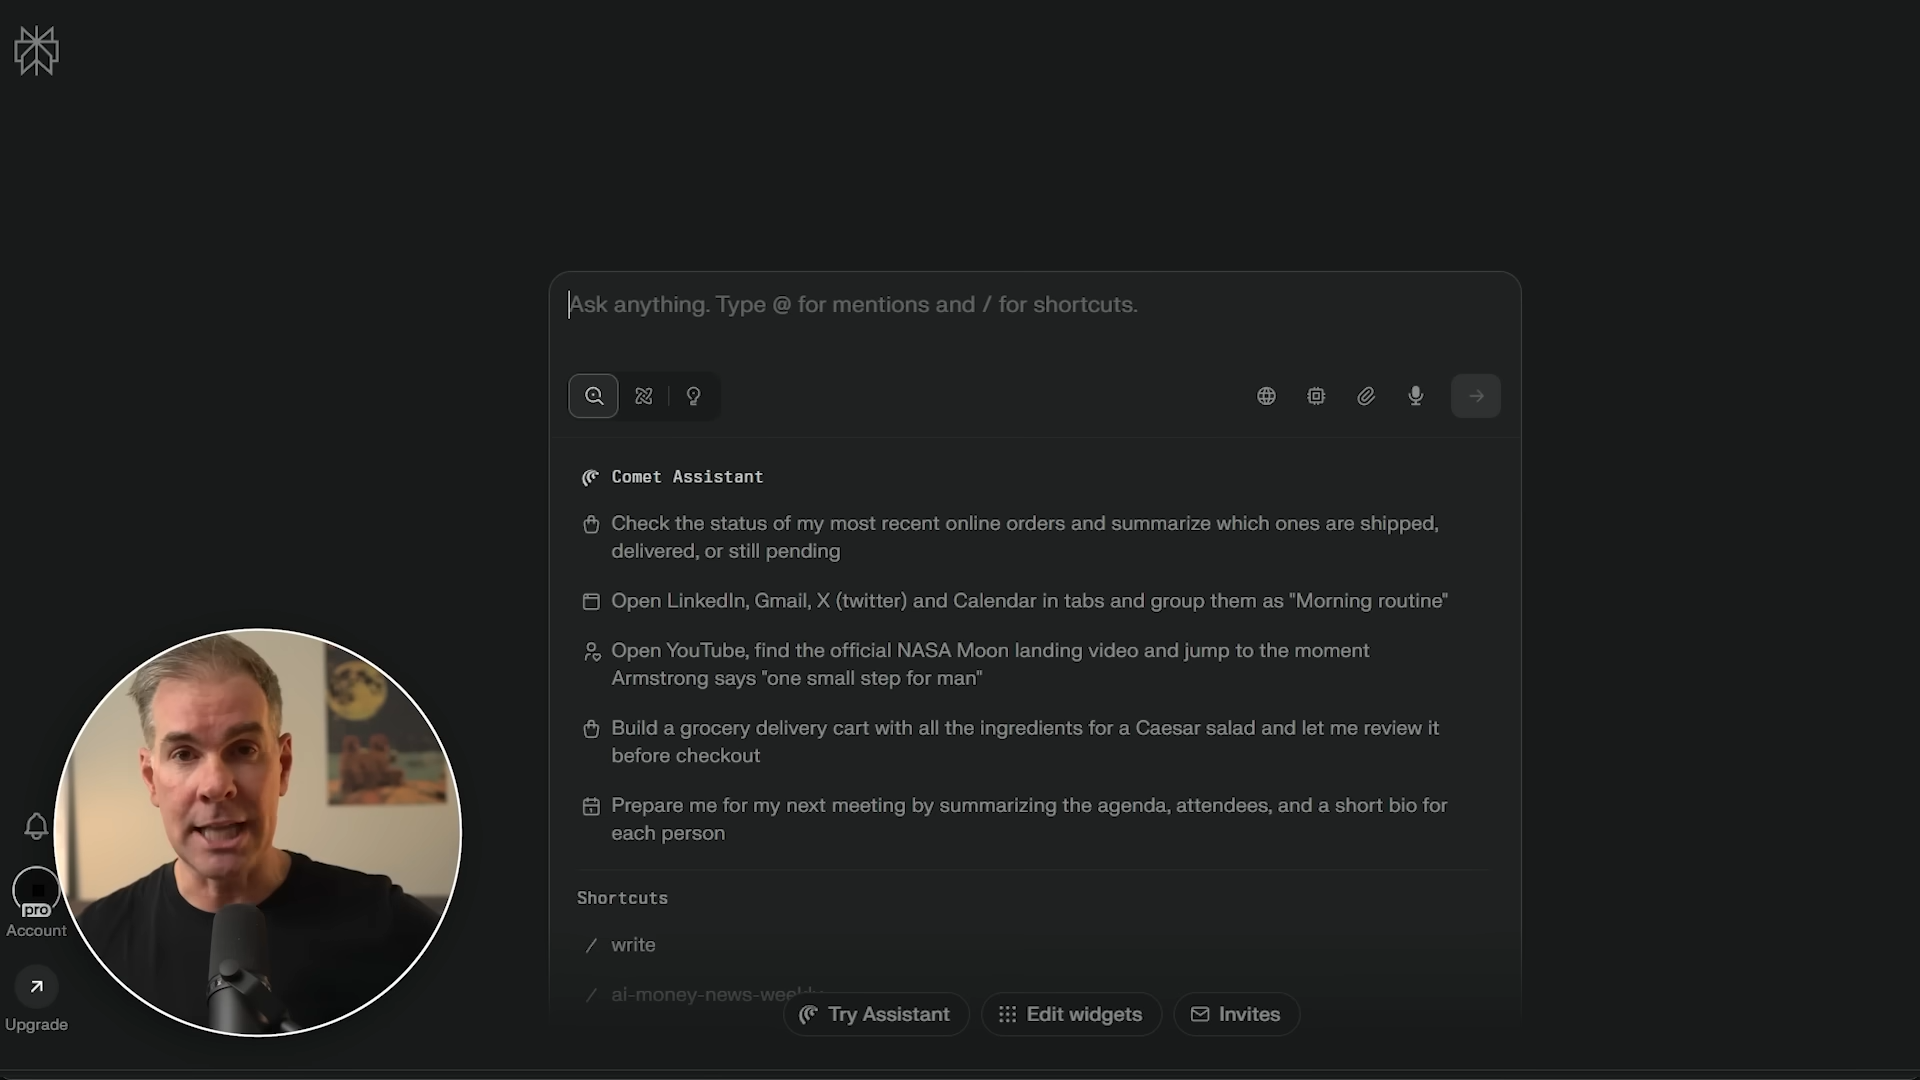 Ask anything. Type @ for mentions and / for shortcuts.
Comet Assistant
Check the status of my most recent online orders and summarize which ones are shipped,
delivered, or still pending
Open LinkedIn, Gmail, X (twitter) and Calendar in tabs and group them as "Morning routine"
Open YouTube, find the official NASA Moon landing video and jump to the moment
Armstrong says "one small step for man"
Build a grocery delivery cart with all the ingredients for a Caesar salad and let me review it
before checkout
Prepare me for my next meeting by summarizing the agenda, attendees, and a short bio for
each person
Shortcuts
/ write
/ ai-money-news-weekly
Try Assistant
Edit widgets
Invites
pro
Account
Upgrade